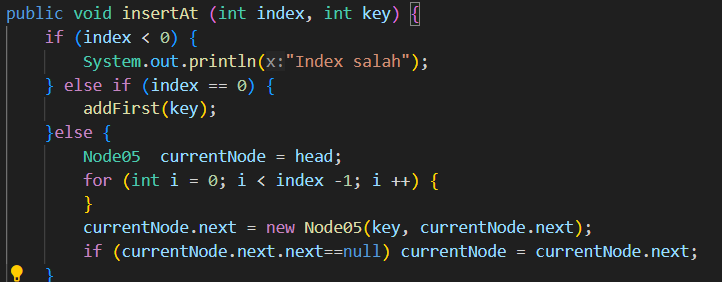 public void insertAt (int index, int key) {
if (index < 0) {
System.out.println(x:"Index salah");
} else if (index == 0) {
addFirst(key);
}else {
Node05  currentNode = head;
for (int i = 0; i < index -1; i ++) {
}
currentNode.next = new Node05(key, currentNode.next);
if (currentNode.next.next==null) currentNode = currentNode.next;
}